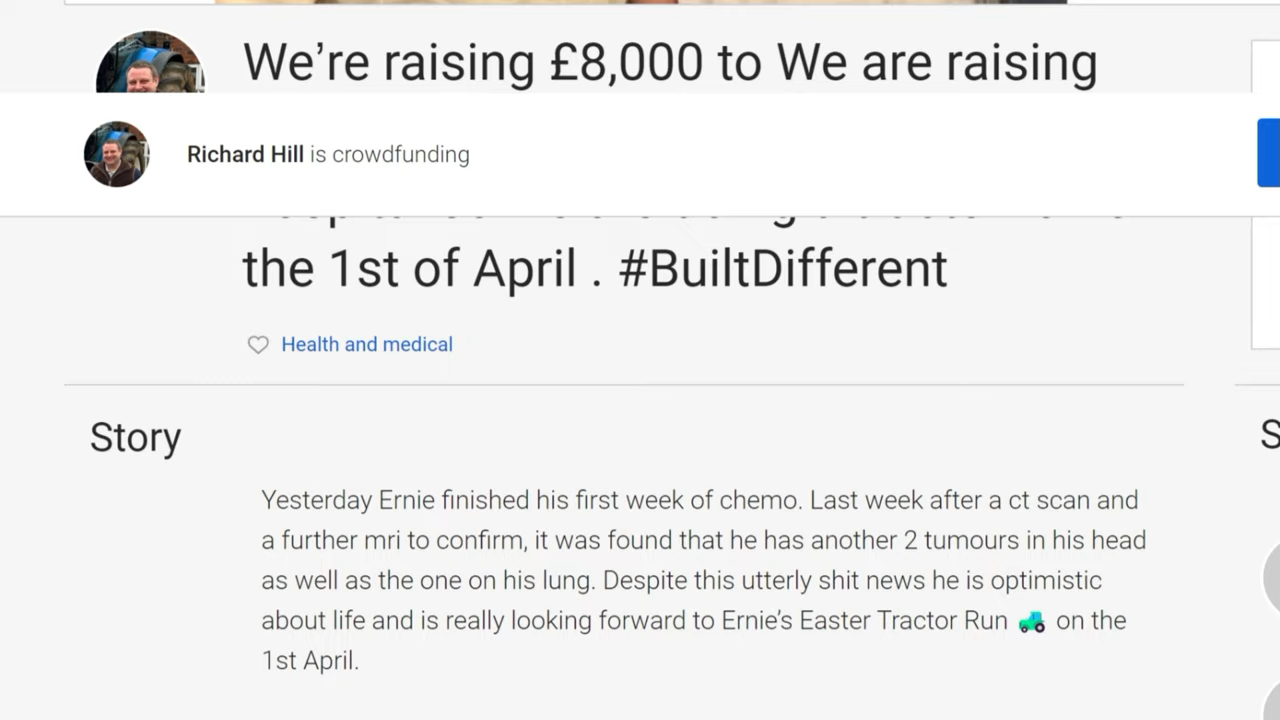 We’re raising £8,000 to We are raising
Richard Hill is crowdfunding
the 1st of April . #BuiltDifferent
Health and medical
Story
Yesterday Ernie finished his first week of chemo. Last week after a ct scan and
a further mri to confirm, it was found that he has another 2 tumours in his head
as well as the one on his lung. Despite this utterly shit news he is optimistic
about life and is really looking forward to Ernie’s Easter Tractor Run 🚜 on the
1st April.